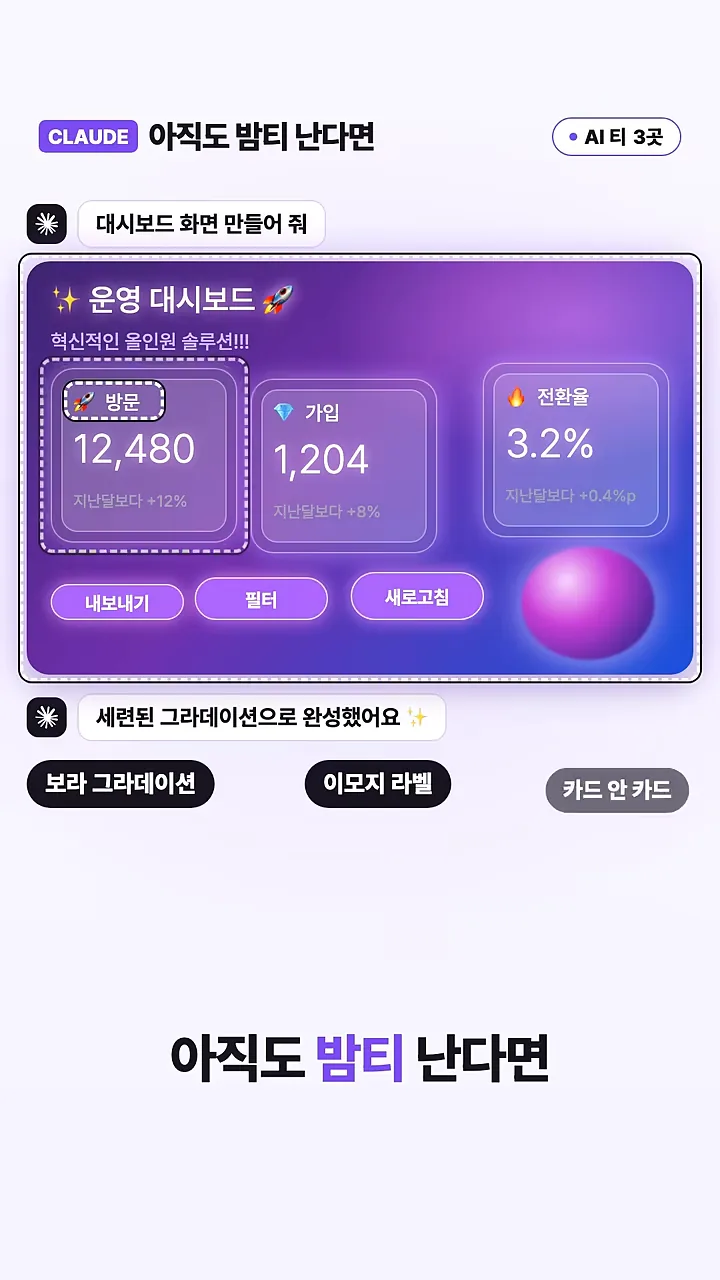 CLAUDE 아직도 밤티 난다면
AI 티 3곳
대시보드 화면 만들어 줘
✨ 운영 대시보드 🚀
혁신적인 올인원 솔루션!!!
🚀 방문
12,480
지난달보다 +12%
💎 가입
1,204
지난달보다 +8%
🔥 전환율
3.2%
지난달보다 +0.4%p
내보내기
필터
새로고침
세련된 그라데이션으로 완성했어요 ✨
보라 그라데이션
이모지 라벨
카드 안 카드
아직도 밤티 난다면